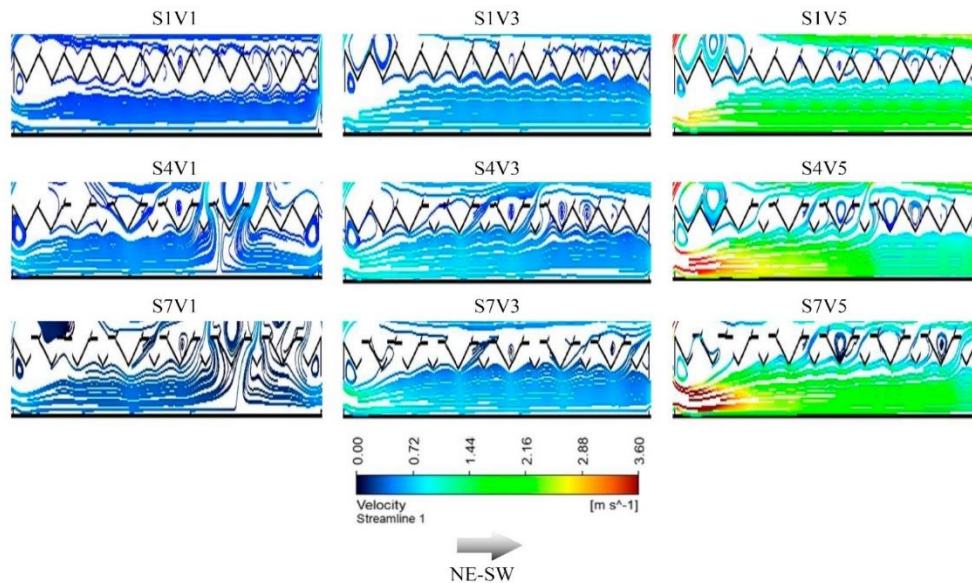 S1V1 S1V3 S1V5
S4V1 S4V3 S4V5
S7V1 S7V3 S7V5
0.00 0.72 1.44 2.16 2.88 3.60
Velocity [m s^-1]
Streamline 1
NE-SW